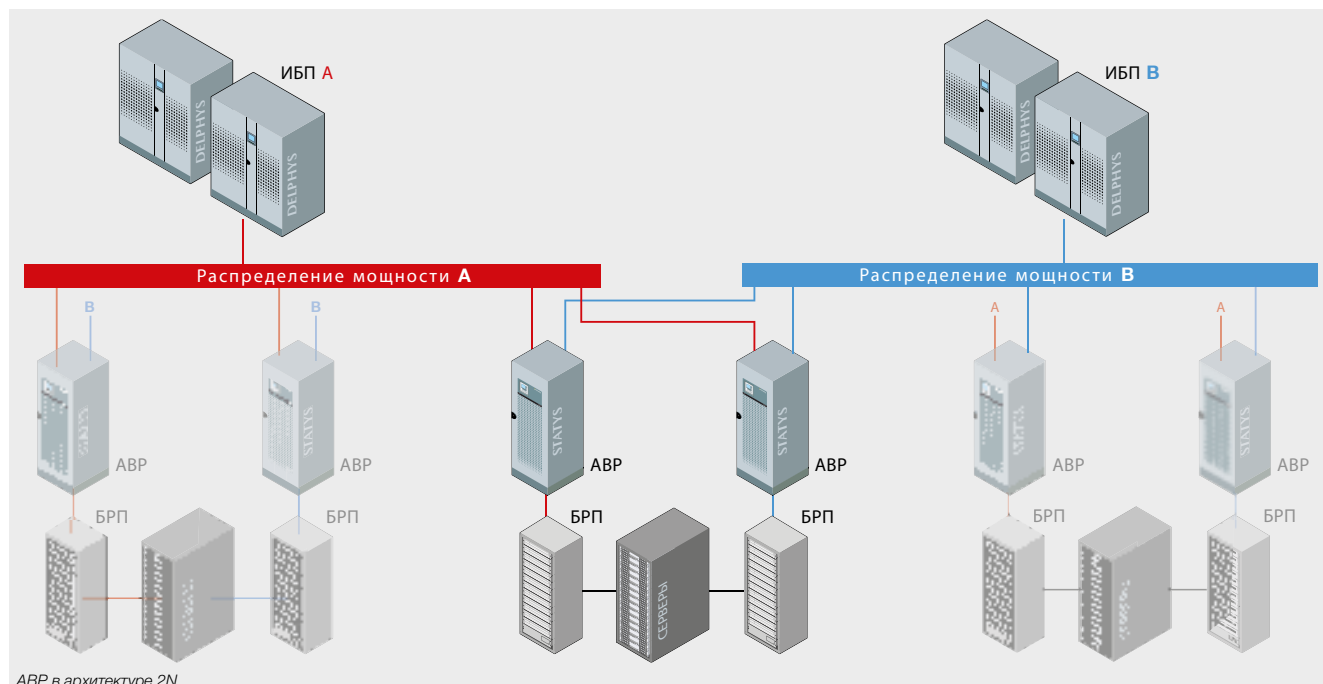 ИБП A
ИБП B
DELPHYS
DELPHYS
DELPHYS
DELPHYS
Распределение мощности A
Распределение мощности B
B
B
A
A
STATYS
STATYS
STATYS
STATYS
STATYS
STATYS
АВР
АВР
АВР
АВР
АВР
АВР
БРП
БРП
БРП
БРП
БРП
БРП
СЕРВЕРЫ
АВР в архитектуре 2N